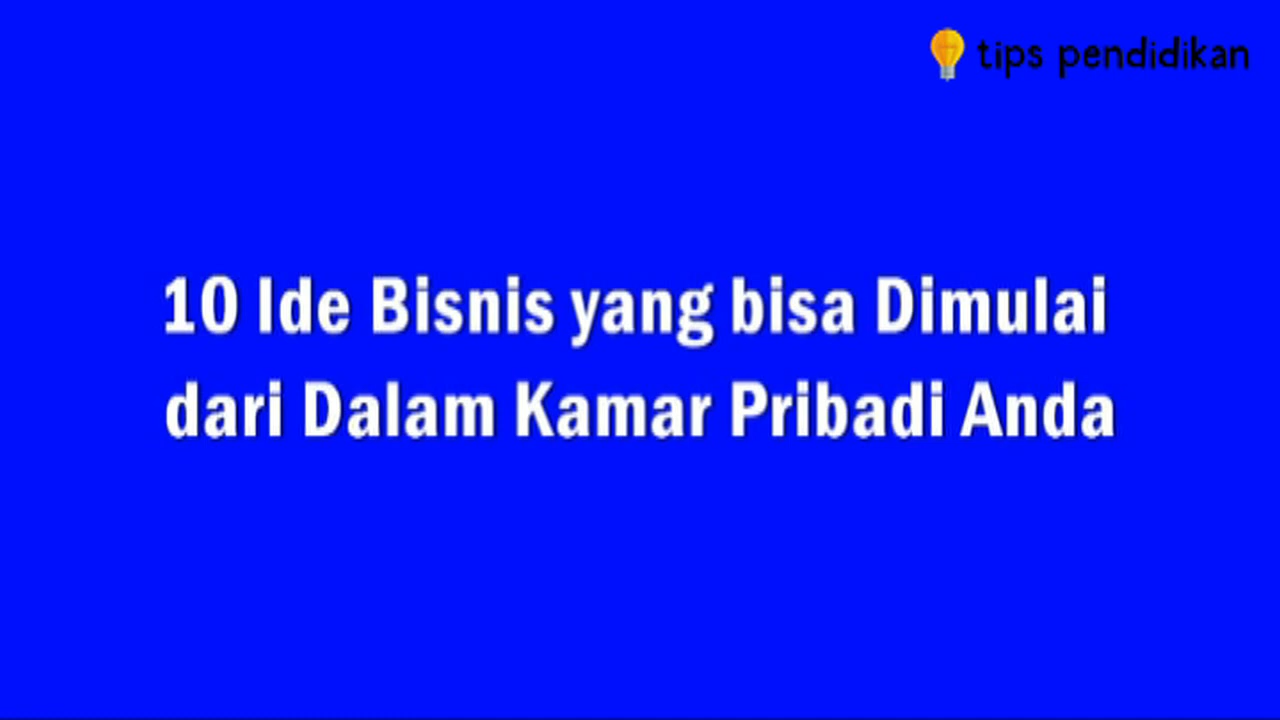 tips pendidikan
10 Ide Bisnis yang bisa Dimulai
dari Dalam Kamar Pribadi Anda